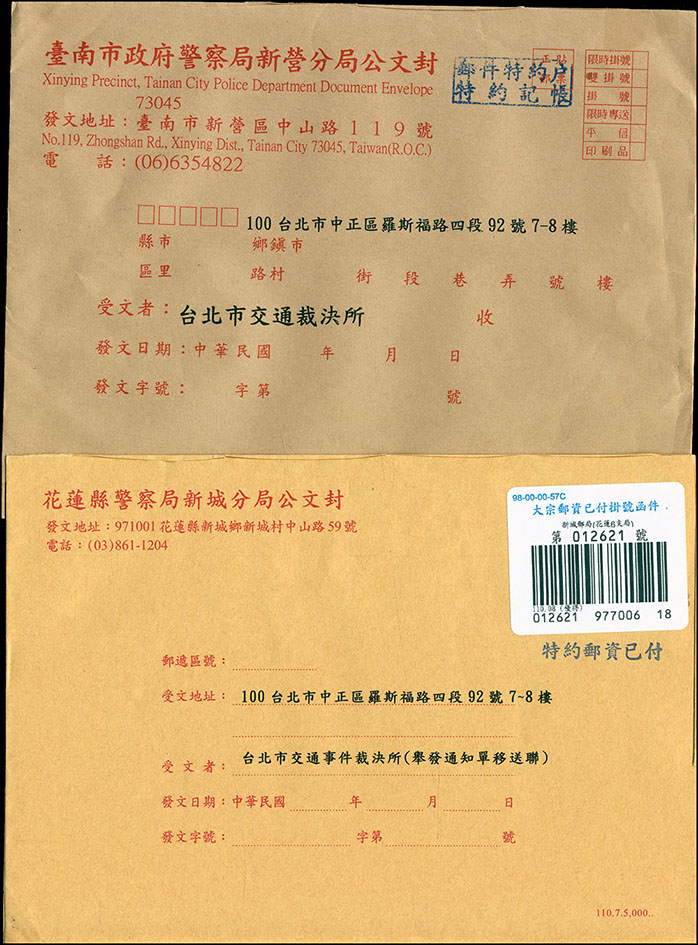 臺南市政府警察局新營分局公文封
Xinying Precinct, Tainan City Police Department Document Envelope
73045
發文地址：臺南市新營區中山路119號
No.119, Zhongshan Rd., Xinying Dist., Tainan City 73045, Taiwan(R.O.C.)
電　　話：(06)6354822
郵件特約戶
特約記帳
正貼
郵票
限時掛號
雙掛號
掛　號
限時專送
平　信
印刷品
100 台北市中正區羅斯福路四段 92 號 7-8 樓
縣市　鄉鎮市
區里　路村　街　段　巷　弄　號　樓
受文者：台北市交通裁決所　收
發文日期：中華民國　年　月　日
發文字號：　字第　號
花蓮縣警察局新城分局公文封
發文地址：971001 花蓮縣新城鄉新城村中山路 59 號
電話：(03)861-1204
98-00-00-57C
大宗郵資已付掛號函件
新城郵局(花蓮6支局)
第 012621 號
110.98 (優得)
012621 977006 18
特約郵資已付
郵遞區號：
受文地址：100 台北市中正區羅斯福路四段 92 號 7~8 樓
受文者：台北市交通事件裁決所(舉發通知單移送聯)
發文日期：中華民國　年　月　日
發文字號：　字第　號
110.7.5,000..